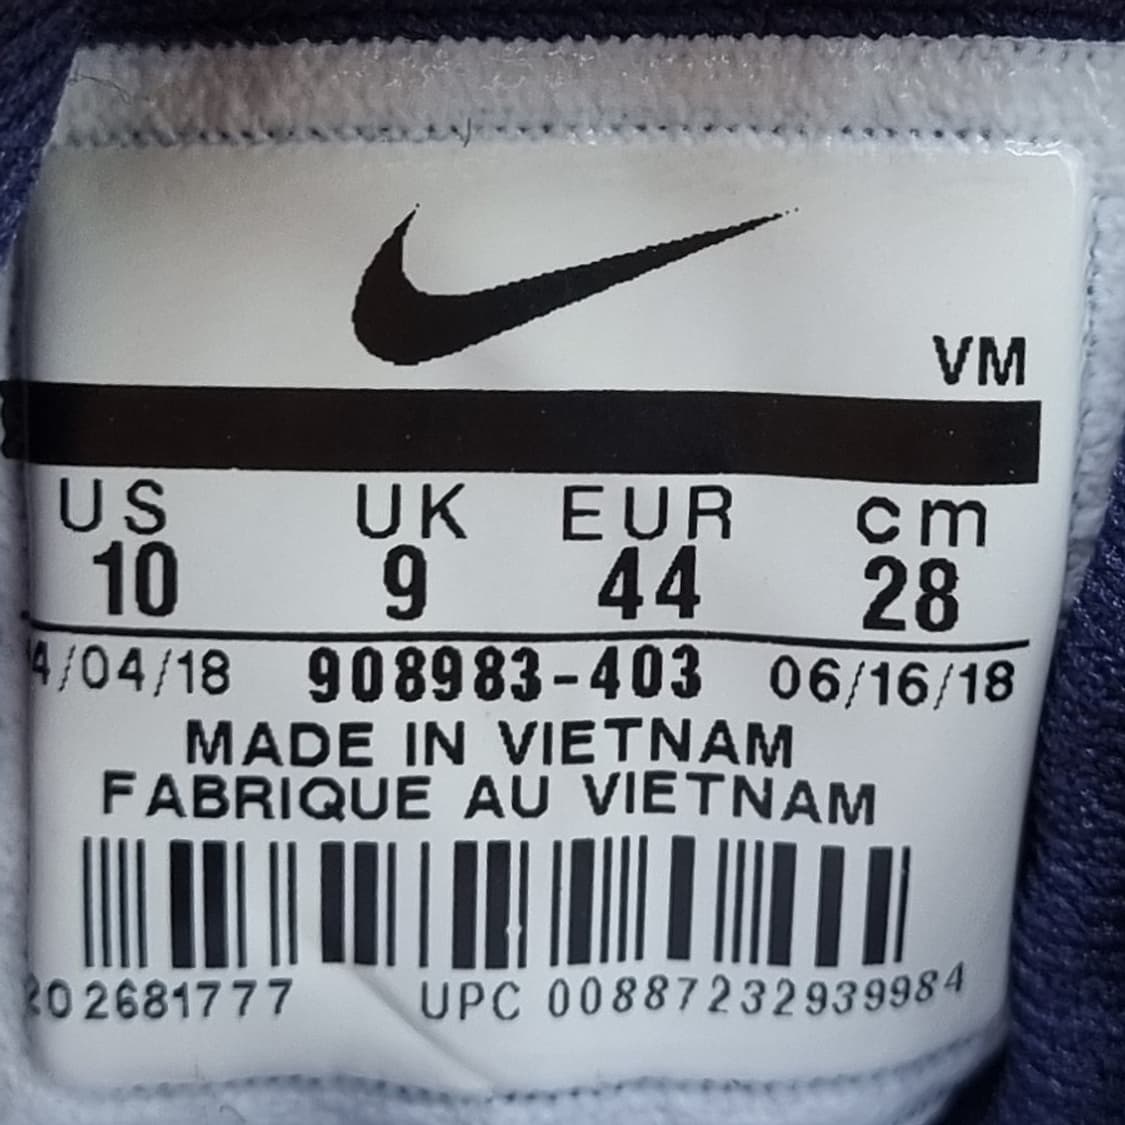 VM
US UK EUR cm
10 9 44 28
4/04/18 908983-403 06/16/18
MADE IN VIETNAM
FABRIQUE AU VIETNAM
202681777 UPC 00887232939984